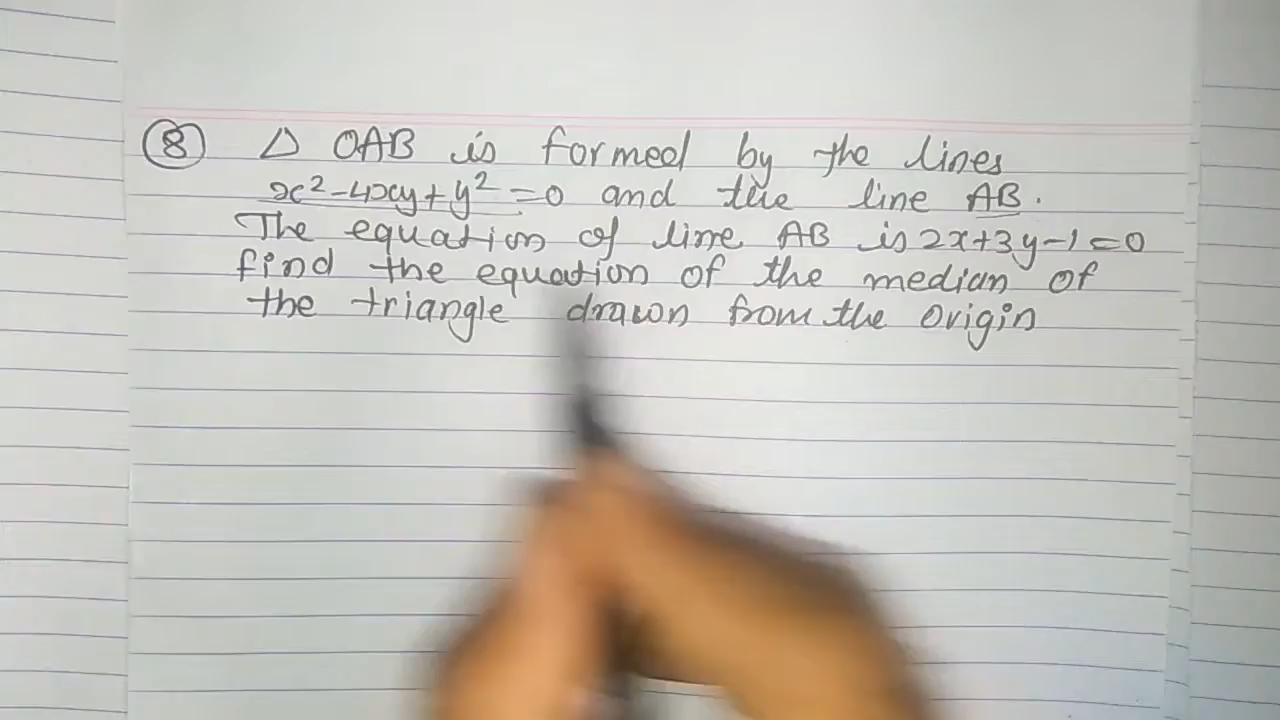 ⑧ △ OAB is formed by the lines
x²-4xy+y²=0 and the line AB.
The equation of line AB is 2x+3y-1=0
find the equation of the median of
the triangle drawn from the origin